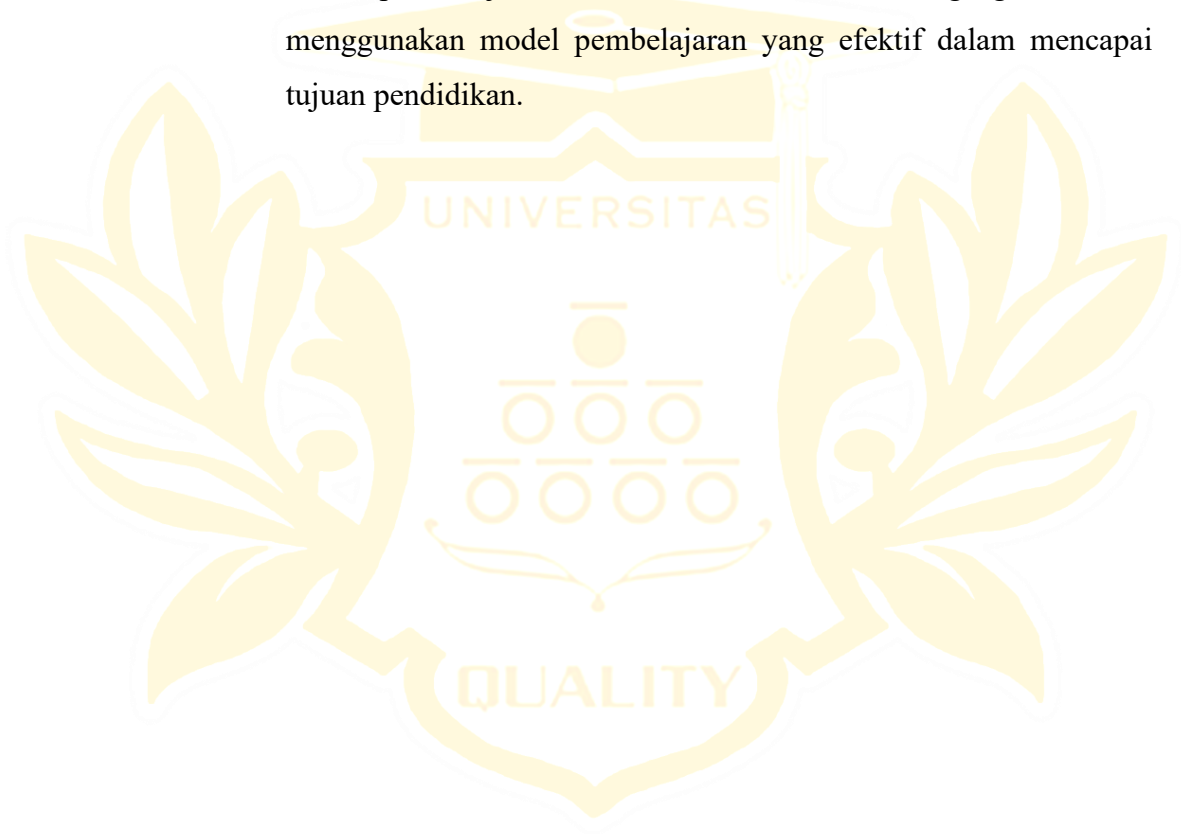 menggunakan model pembelajaran yang efektif dalam mencapai
tujuan pendidikan.
UNIVERSITAS
QUALITY